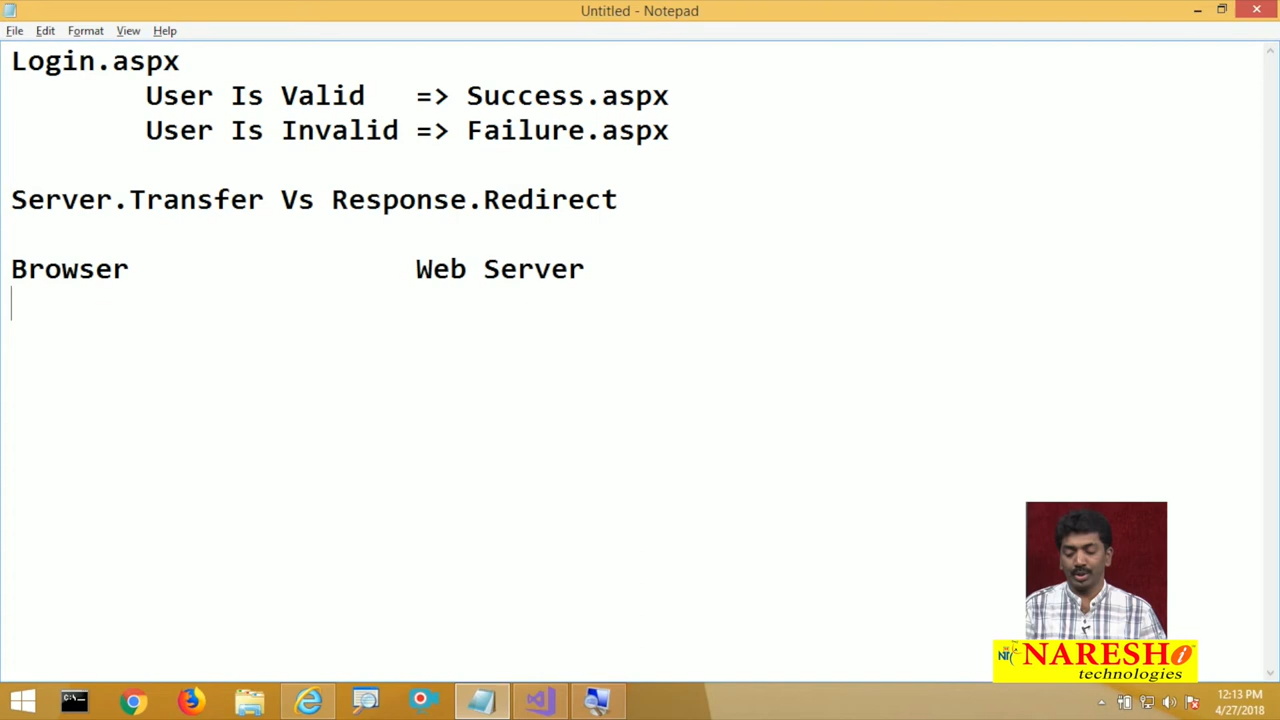 Untitled - Notepad
File Edit Format View Help
Login.aspx
User Is Valid => Success.aspx
User Is Invalid => Failure.aspx
Server.Transfer Vs Response.Redirect
Browser Web Server
NARESH i
technologies
12:13 PM
4/27/2018